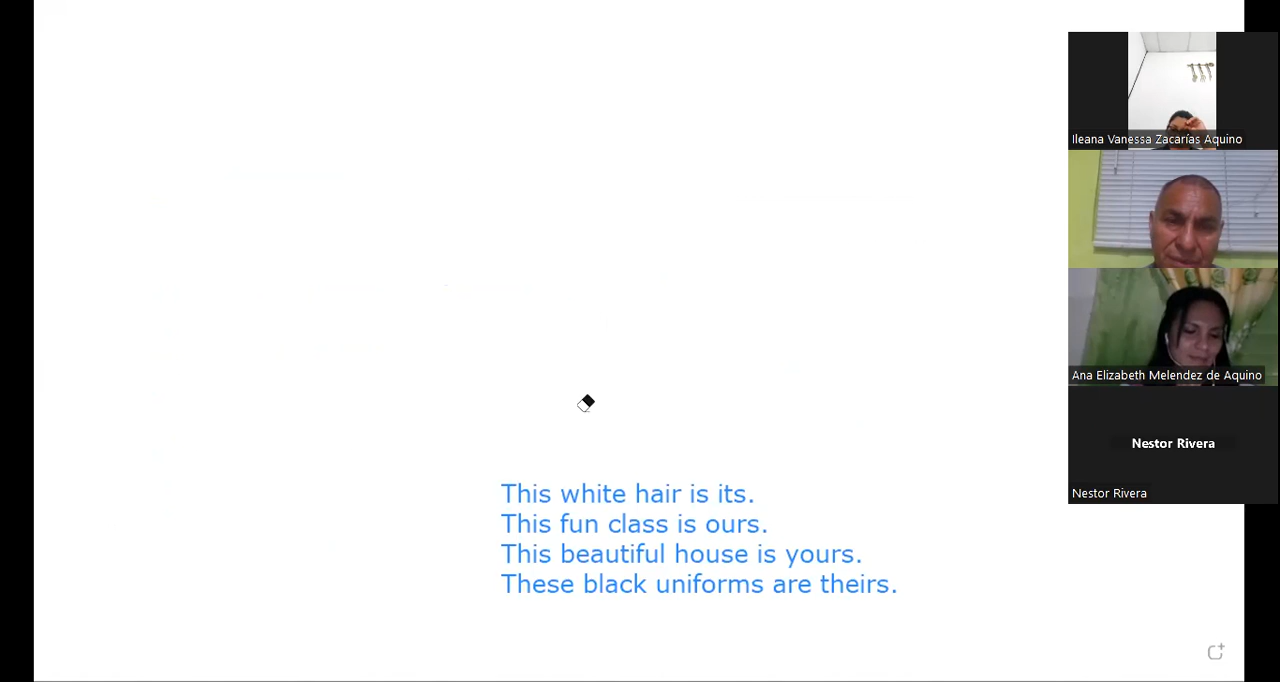 Ileana Vanessa Zacarías Aquino
Ana Elizabeth Melendez de Aquino
Nestor Rivera
Nestor Rivera
This white hair is its.
This fun class is ours.
This beautiful house is yours.
These black uniforms are theirs.